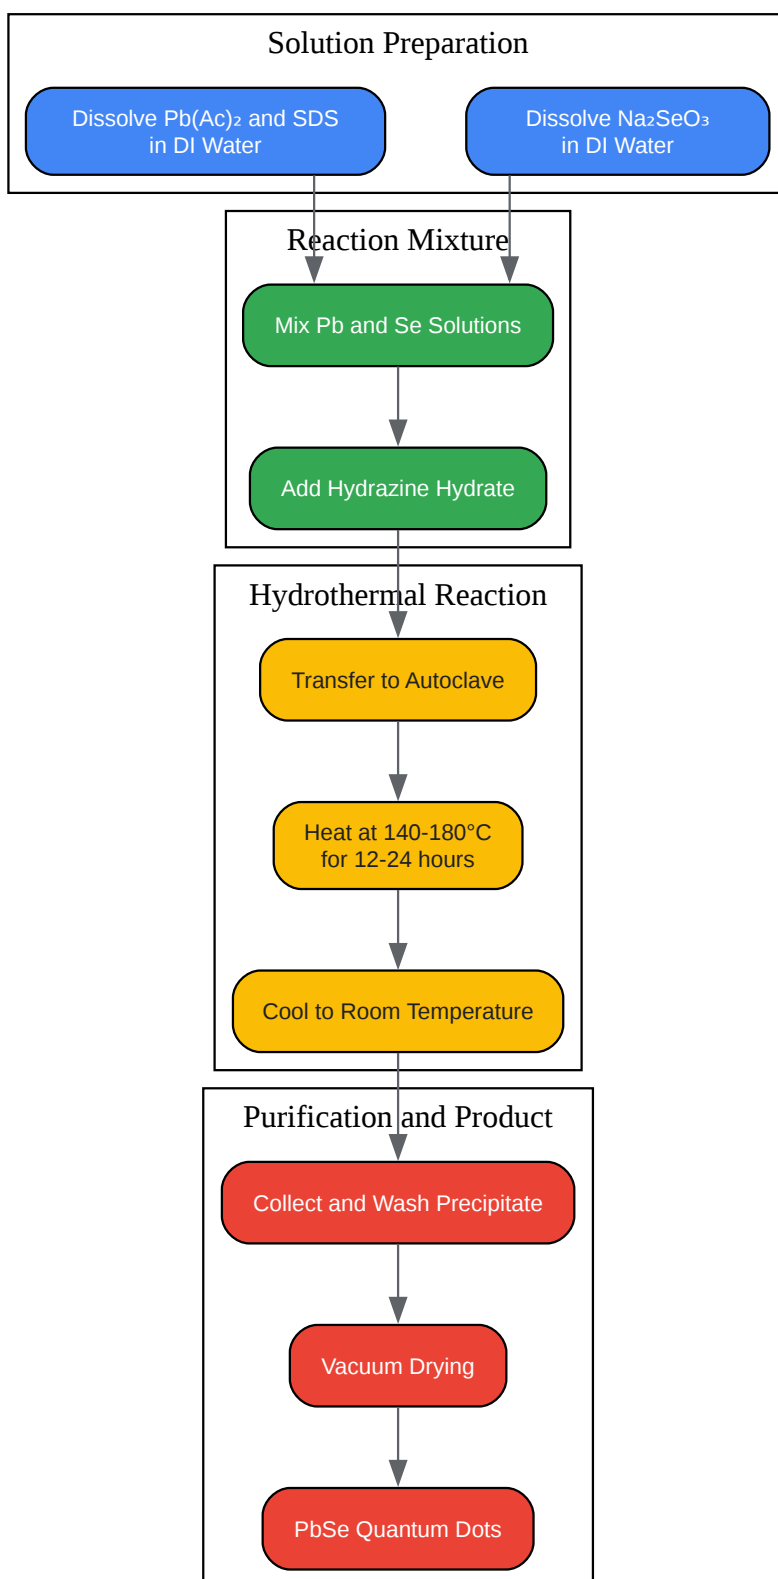 Solution Preparation
Dissolve Pb(Ac)₂ and SDS
in DI Water
Dissolve Na₂SeO₃
in DI Water
Reaction Mixture
Mix Pb and Se Solutions
Add Hydrazine Hydrate
Hydrothermal Reaction
Transfer to Autoclave
Heat at 140-180°C
for 12-24 hours
Cool to Room Temperature
Purification and Product
Collect and Wash Precipitate
Vacuum Drying
PbSe Quantum Dots